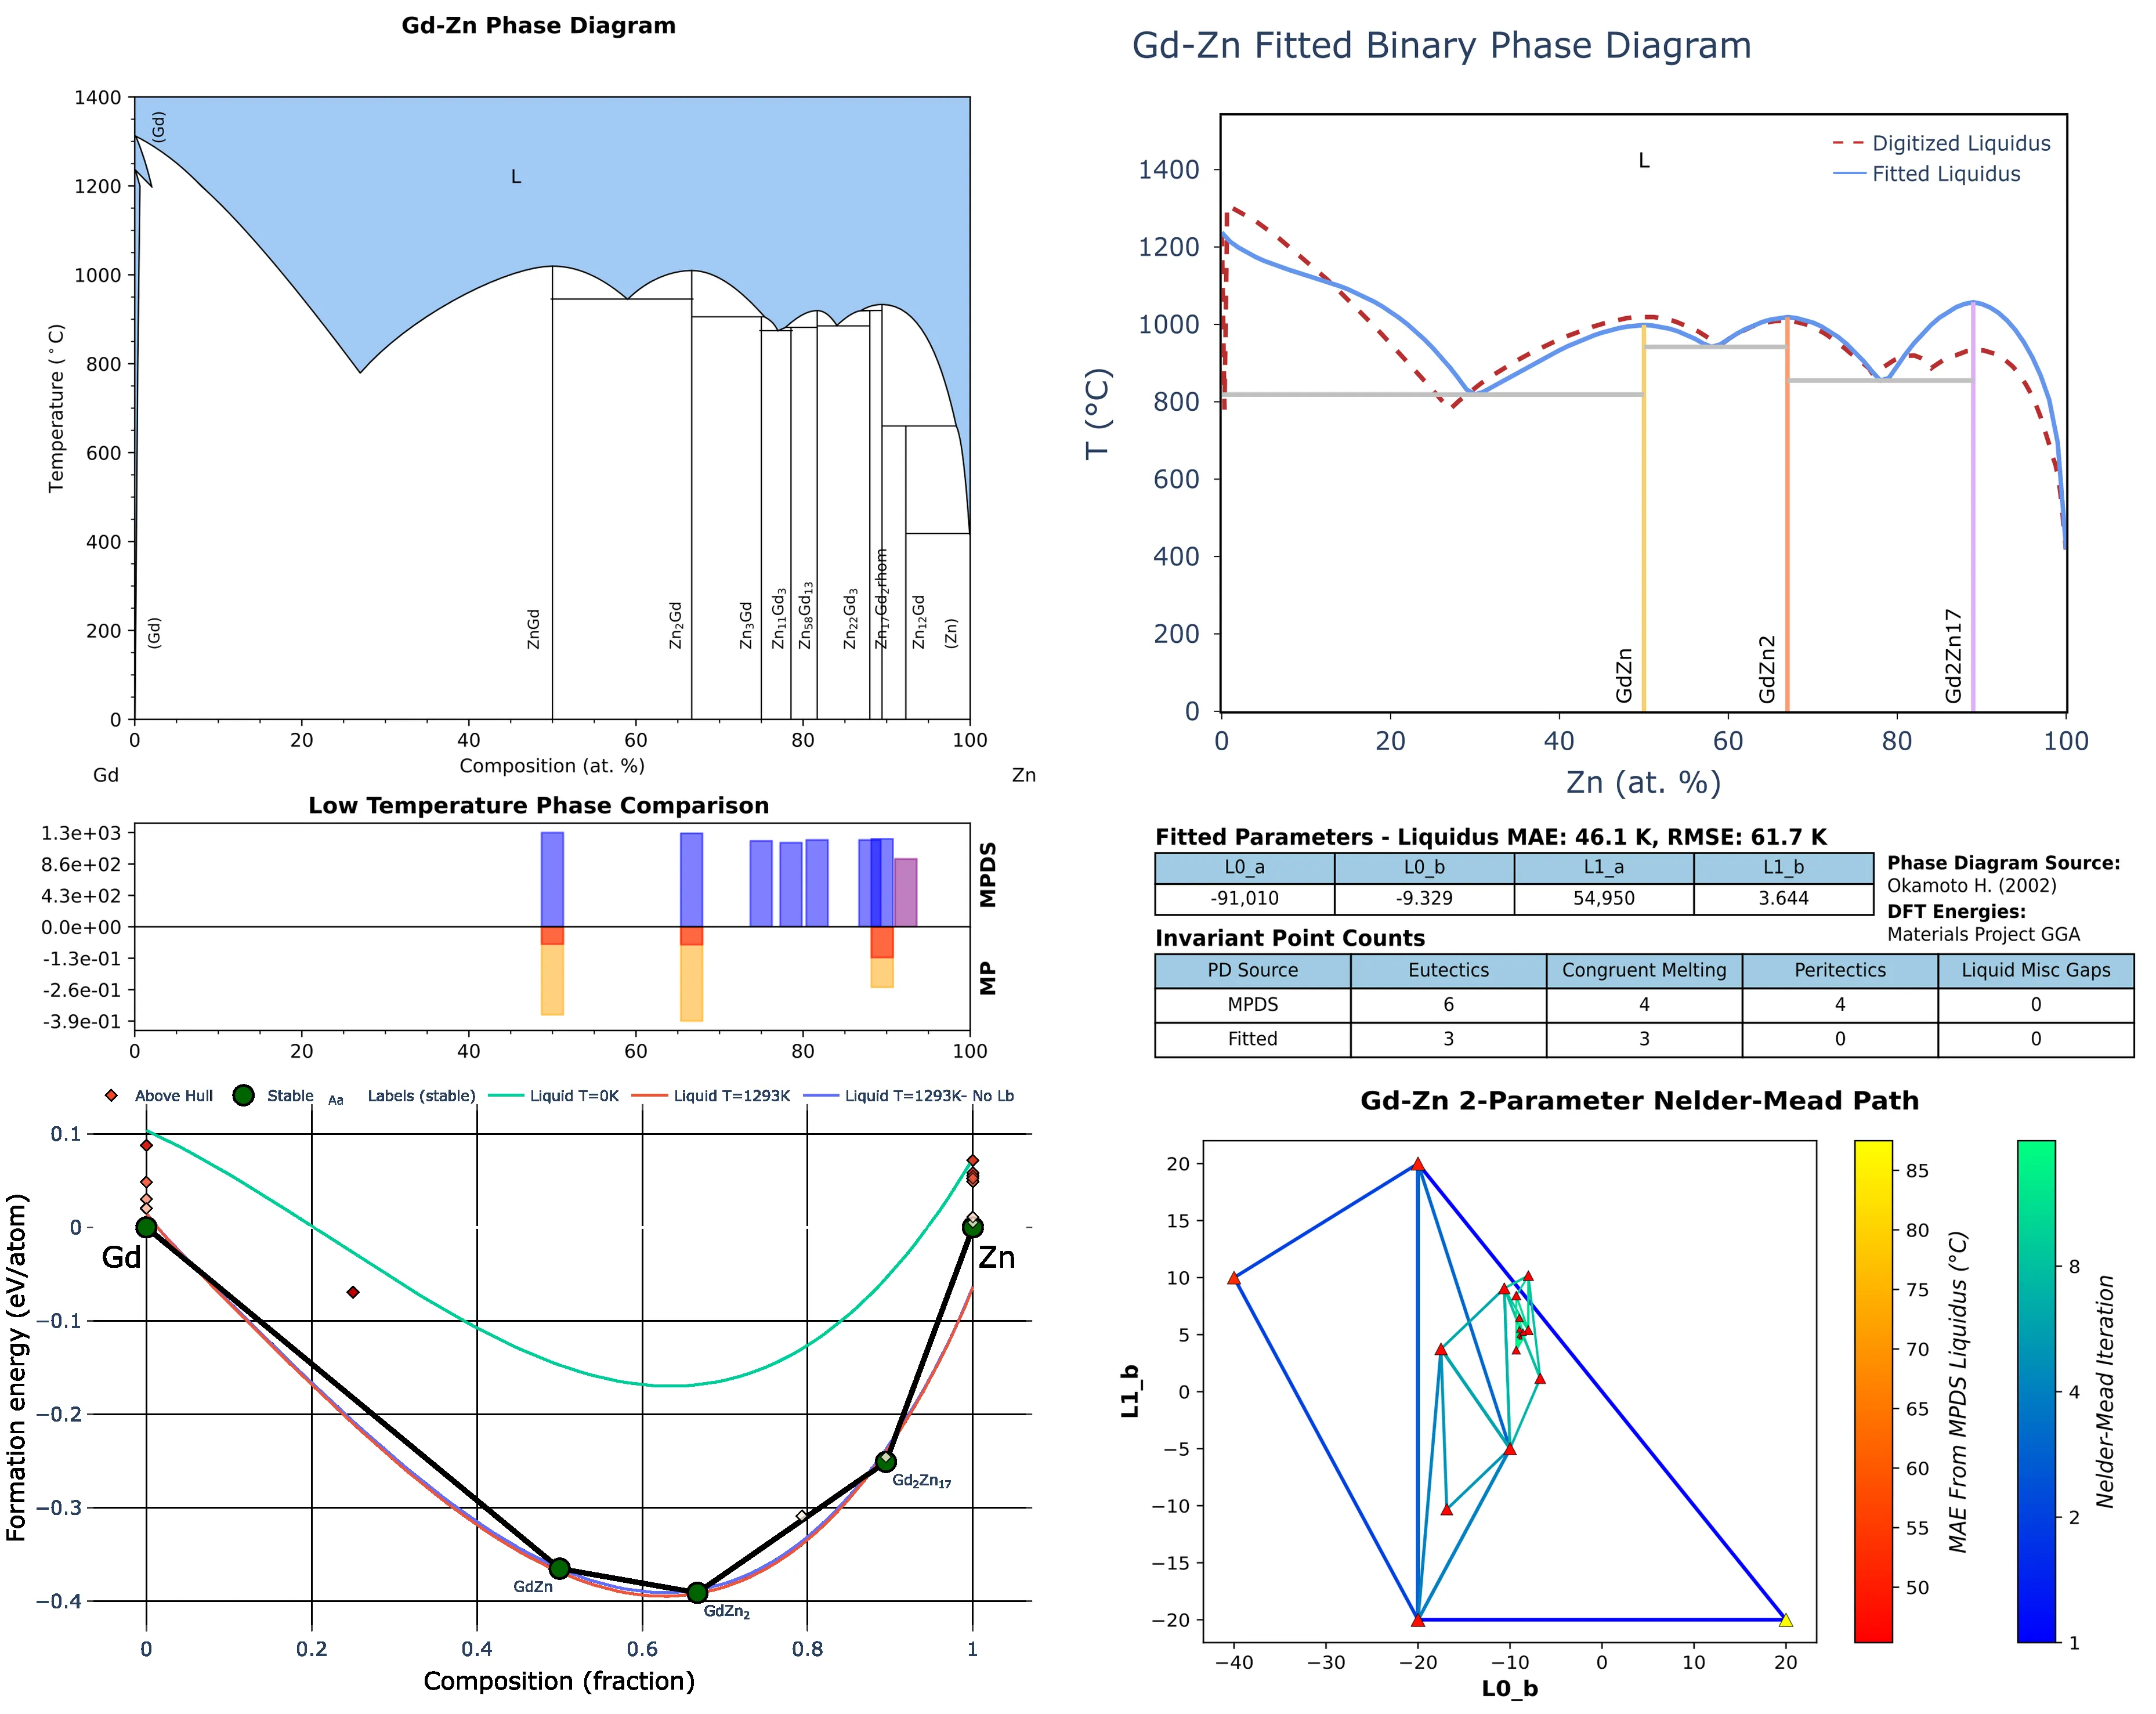 Gd-Zn Phase Diagram
1400
1200
1000
800
600
400
200
0
Temperature (°C)
L
(Gd)
(Gd)
ZnGd
Zn2Gd
Zn3Gd
Zn11Gd3
Zn58Gd13
Zn22Gd3
Zn17Gd2rhom
Zn12Gd
(Zn)
0 20 40 60 80 100
Composition (at. %)
Gd Zn
Gd-Zn Fitted Binary Phase Diagram
L
Digitized Liquidus
Fitted Liquidus
1400
1200
1000
800
600
400
200
0
T (°C)
GdZn
GdZn2
Gd2Zn17
0 20 40 60 80 100
Zn (at. %)
Low Temperature Phase Comparison
1.3e+03
8.6e+02
4.3e+02
0.0e+00
-1.3e-01
-2.6e-01
-3.9e-01
MPDS
MP
0 20 40 60 80 100
Fitted Parameters - Liquidus MAE: 46.1 K, RMSE: 61.7 K
L0_a L0_b L1_a L1_b
-91,010 -9.329 54,950 3.644
Phase Diagram Source:
Okamoto H. (2002)
DFT Energies:
Materials Project GGA
Invariant Point Counts
PD Source Eutectics Congruent Melting Peritectics Liquid Misc Gaps
MPDS 6 4 4 0
Fitted 3 3 0 0
Above Hull Stable Aa Labels (stable) Liquid T=0K Liquid T=1293K Liquid T=1293K- No Lb
0.1
0
−0.1
−0.2
−0.3
−0.4
Formation energy (eV/atom)
Gd
Zn
GdZn
GdZn2
Gd2Zn17
0 0.2 0.4 0.6 0.8 1
Composition (fraction)
Gd-Zn 2-Parameter Nelder-Mead Path
20
15
10
5
0
−5
−10
−15
−20
L1_b
−40 −30 −20 −10 0 10 20
L0_b
85
80
75
70
65
60
55
50
MAE From MPDS Liquidus (°C)
8
4
2
1
Nelder-Mead Iteration